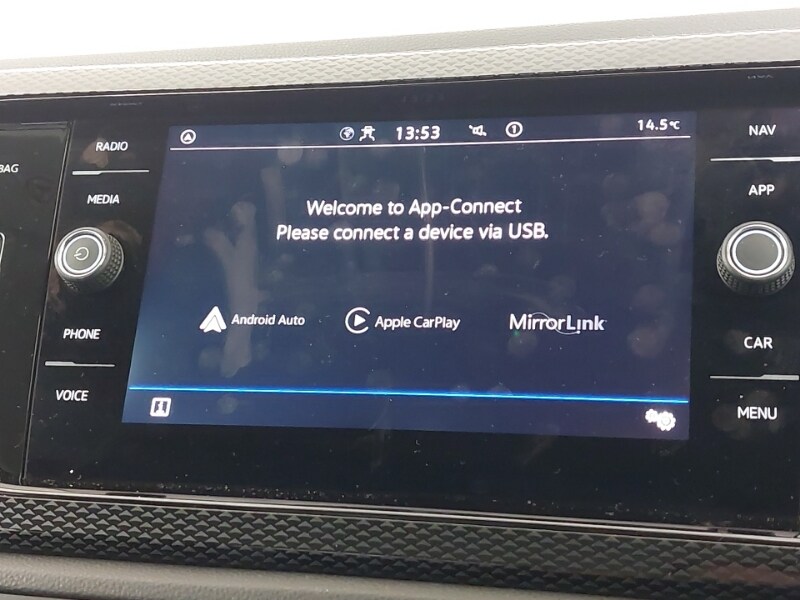 13:53
14.5°C
BAG
RADIO
MEDIA
PHONE
VOICE
Welcome to App-Connect
Please connect a device via USB.
Android Auto
Apple CarPlay
MirrorLink
1
NAV
APP
CAR
MENU